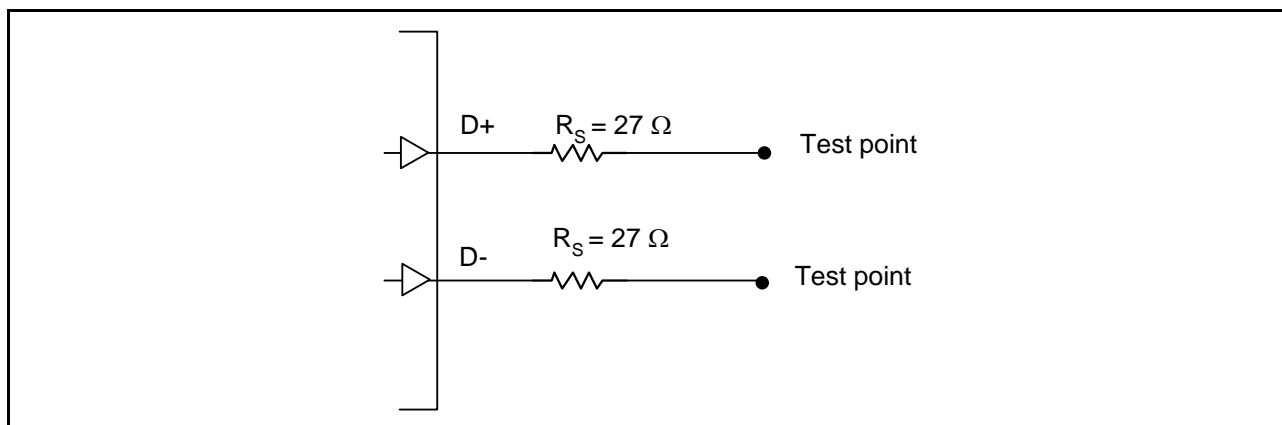 D+ R_S = 27 Ω Test point
D- R_S = 27 Ω Test point